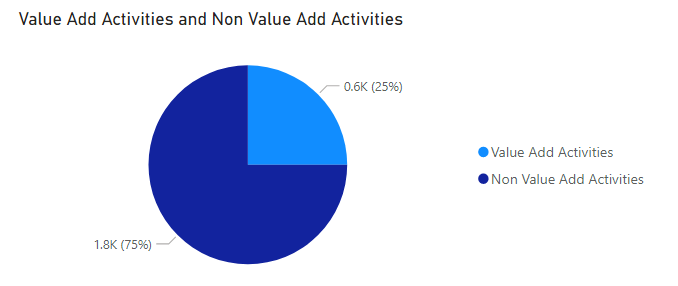 Value Add Activities and Non Value Add Activities
0.6K (25%)
Value Add Activities
Non Value Add Activities
1.8K (75%)